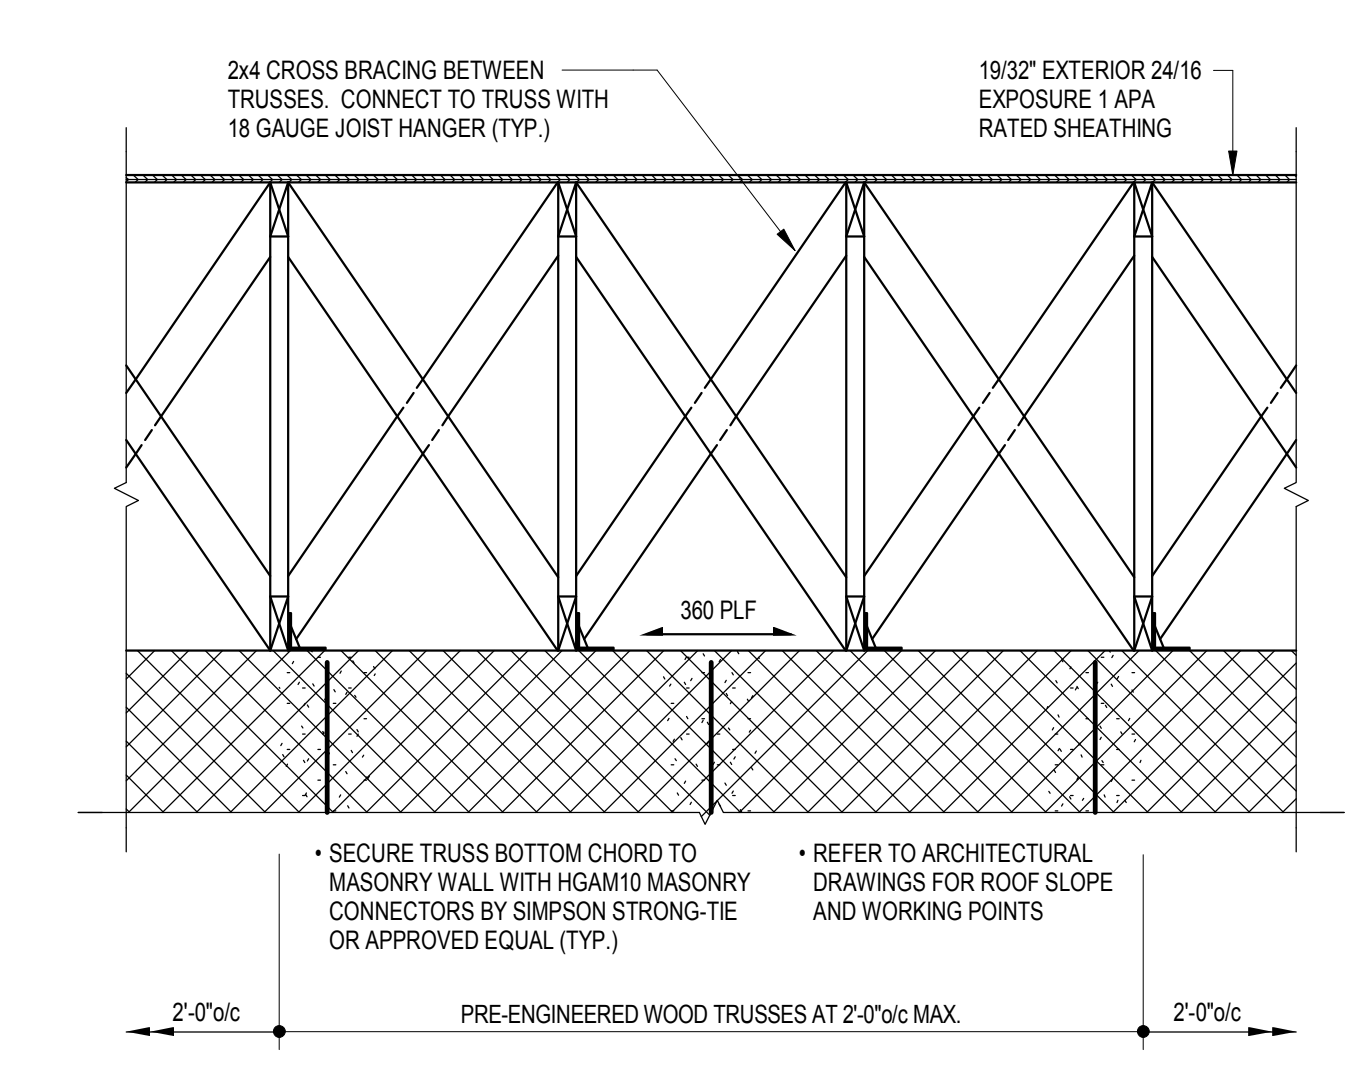 2x4 CROSS BRACING BETWEEN
TRUSSES. CONNECT TO TRUSS WITH
18 GAUGE JOIST HANGER (TYP.)
19/32" EXTERIOR 24/16
EXPOSURE 1 APA
RATED SHEATHING
360 PLF
• SECURE TRUSS BOTTOM CHORD TO
MASONRY WALL WITH HGAM10 MASONRY
CONNECTORS BY SIMPSON STRONG-TIE
OR APPROVED EQUAL (TYP.)
• REFER TO ARCHITECTURAL
DRAWINGS FOR ROOF SLOPE
AND WORKING POINTS
2'-0"o/c
PRE-ENGINEERED WOOD TRUSSES AT 2'-0"o/c MAX.
2'-0"o/c